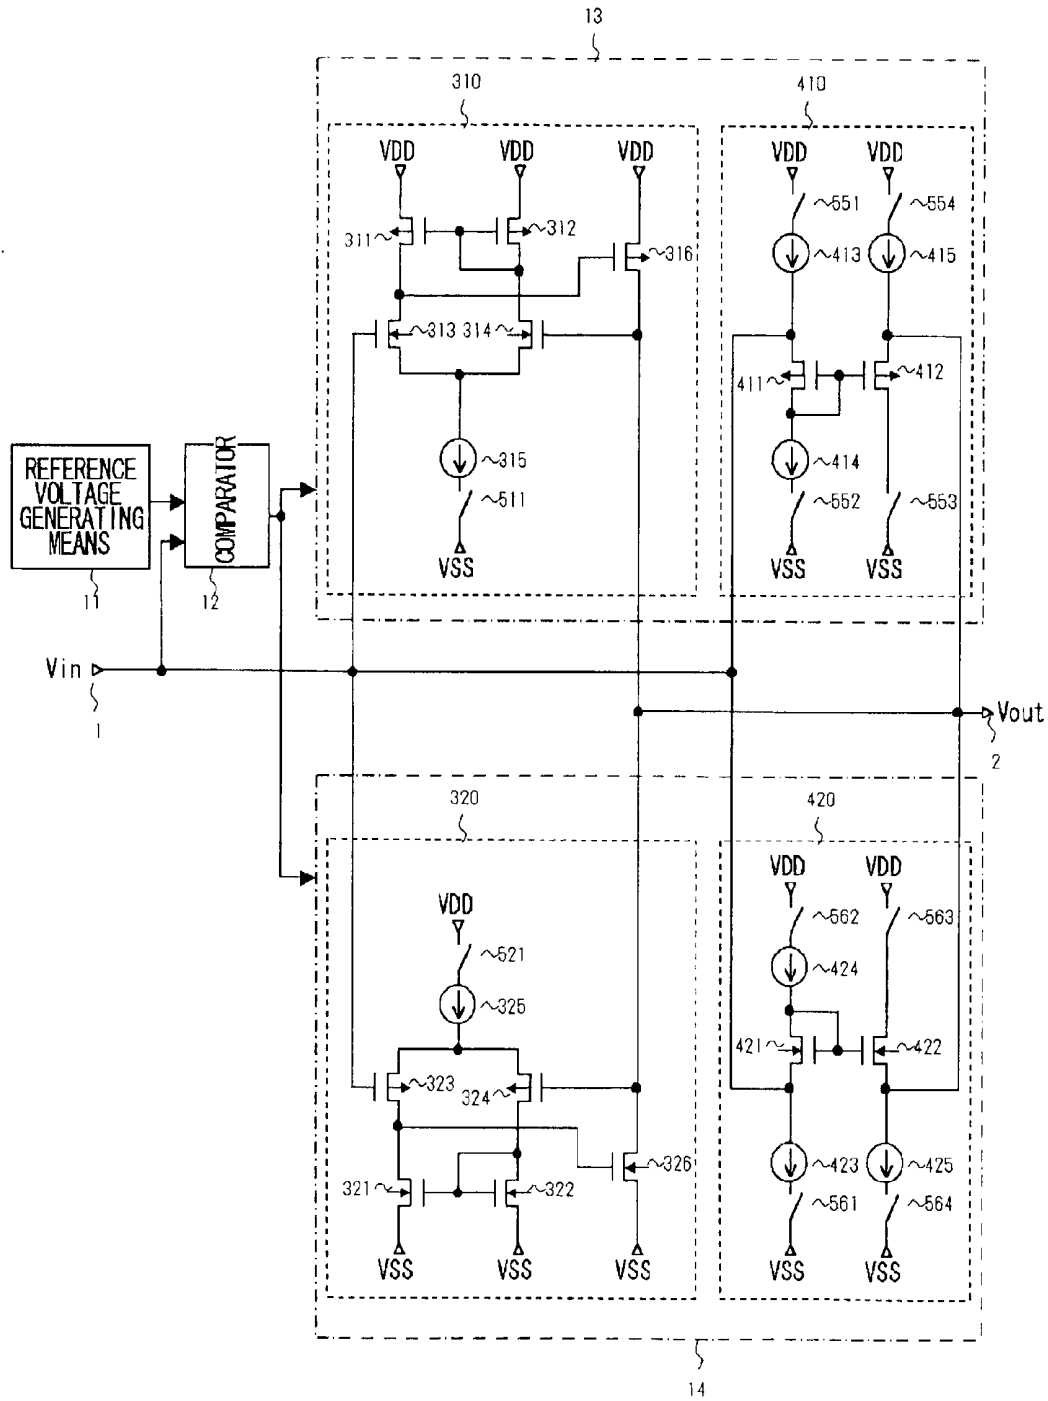 13
310
410
VDD VDD VDD VDD VDD
551 554
311 312 316 413 415
313 314
411 412
315 414
511 552 553
VSS VSS VSS
REFERENCE
VOLTAGE
GENERATING
MEANS
COMPARATOR
11 12
Vin
1
Vout
2
320 420
VDD VDD VDD
562 563
521 424
325
421 422
323 324
326 423 425
321 322 561 564
VSS VSS VSS VSS VSS
14